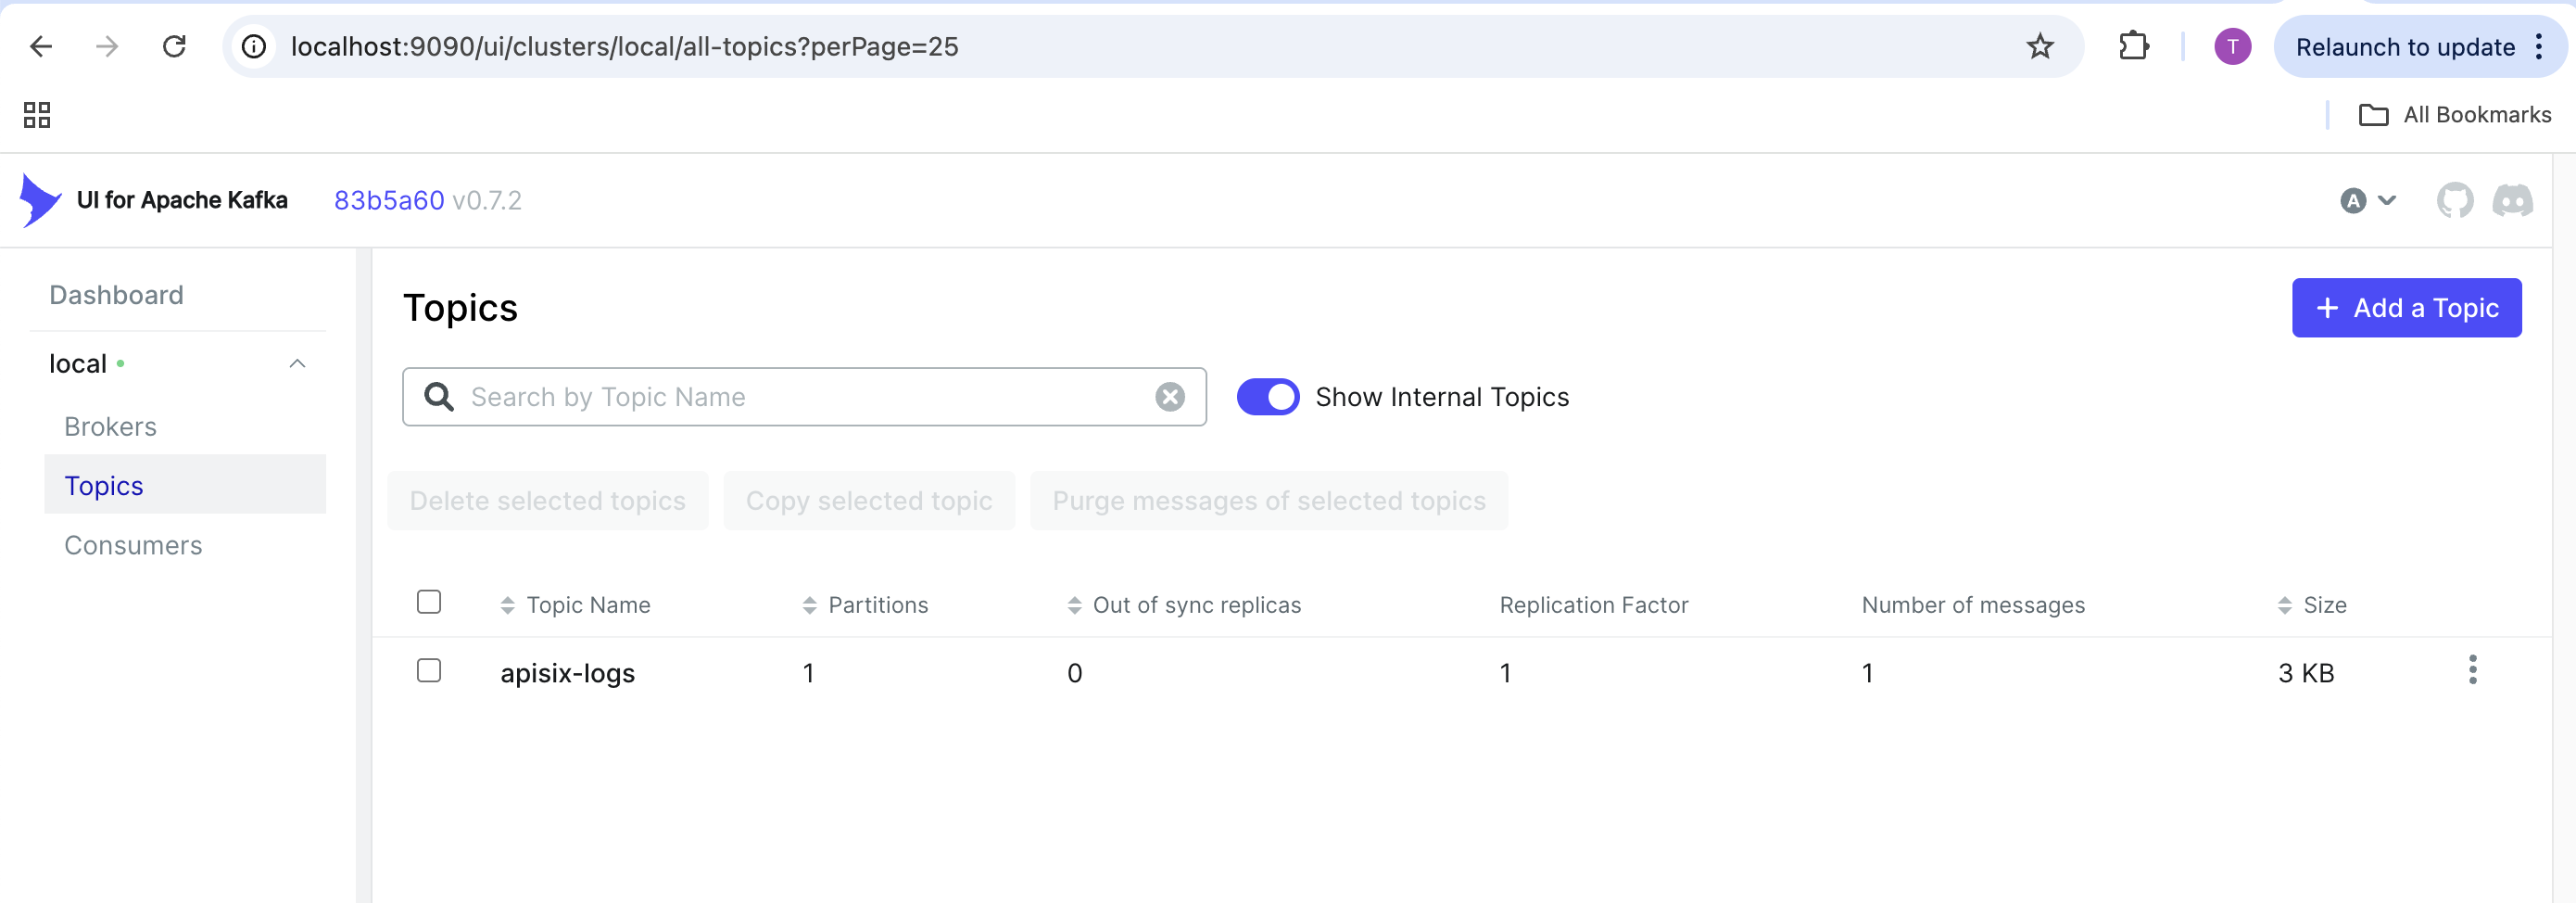 localhost:9090/ui/clusters/local/all-topics?perPage=25
T
Relaunch to update
All Bookmarks
UI for Apache Kafka 83b5a60 v0.7.2
A
Dashboard
local
Brokers
Topics
Consumers
Topics
+ Add a Topic
Search by Topic Name
Show Internal Topics
Delete selected topics Copy selected topic Purge messages of selected topics
Topic Name Partitions Out of sync replicas Replication Factor Number of messages Size
apisix-logs 1 0 1 1 3 KB